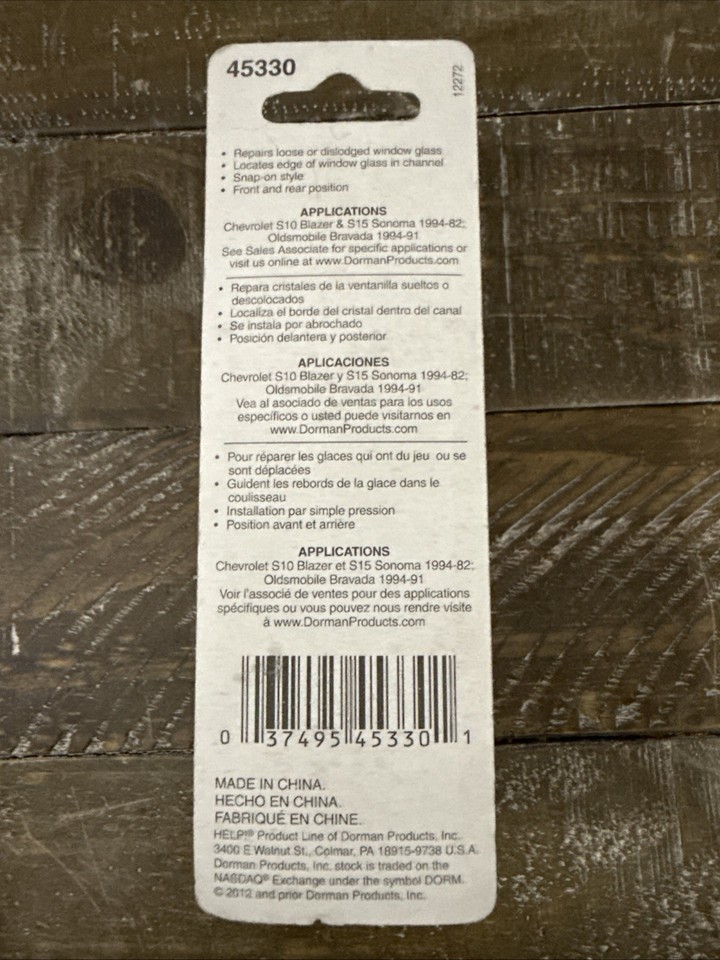 45330
12272
• Repairs loose or dislodged window glass
• Locates edge of window glass in channel
• Snap-on style
• Front and rear position
APPLICATIONS
Chevrolet S10 Blazer & S15 Sonoma 1994-82;
Oldsmobile Bravada 1994-91
See Sales Associate for specific applications or
visit us online at www.DormanProducts.com
• Repara cristales de la ventanilla sueltos o
descolocados
• Localiza el borde del cristal dentro del canal
• Se instala por abrochado
• Posición delantera y posterior
APLICACIONES
Chevrolet S10 Blazer y S15 Sonoma 1994-82;
Oldsmobile Bravada 1994-91
Vea al asociado de ventas para los usos
específicos o usted puede visitarnos en
www.DormanProducts.com
• Pour réparer les glaces qui ont du jeu ou se
sont déplacées
• Guident les rebords de la glace dans le
coulisseau
• Installation par simple pression
• Position avant et arrière
APPLICATIONS
Chevrolet S10 Blazer et S15 Sonoma 1994-82;
Oldsmobile Bravada 1994-91
Voir l'associé de ventes pour des applications
spécifiques ou vous pouvez nous rendre visite
à www.DormanProducts.com
0 37495 45330 1
MADE IN CHINA.
HECHO EN CHINA.
FABRIQUÉ EN CHINE.
HELP!® Product Line of Dorman Products, Inc.
3400 E Walnut St., Colmar, PA 18915-9738 U.S.A.
Dorman Products, Inc. stock is traded on the
NASDAQ® Exchange under the symbol DORM.
© 2012 and prior Dorman Products, Inc.